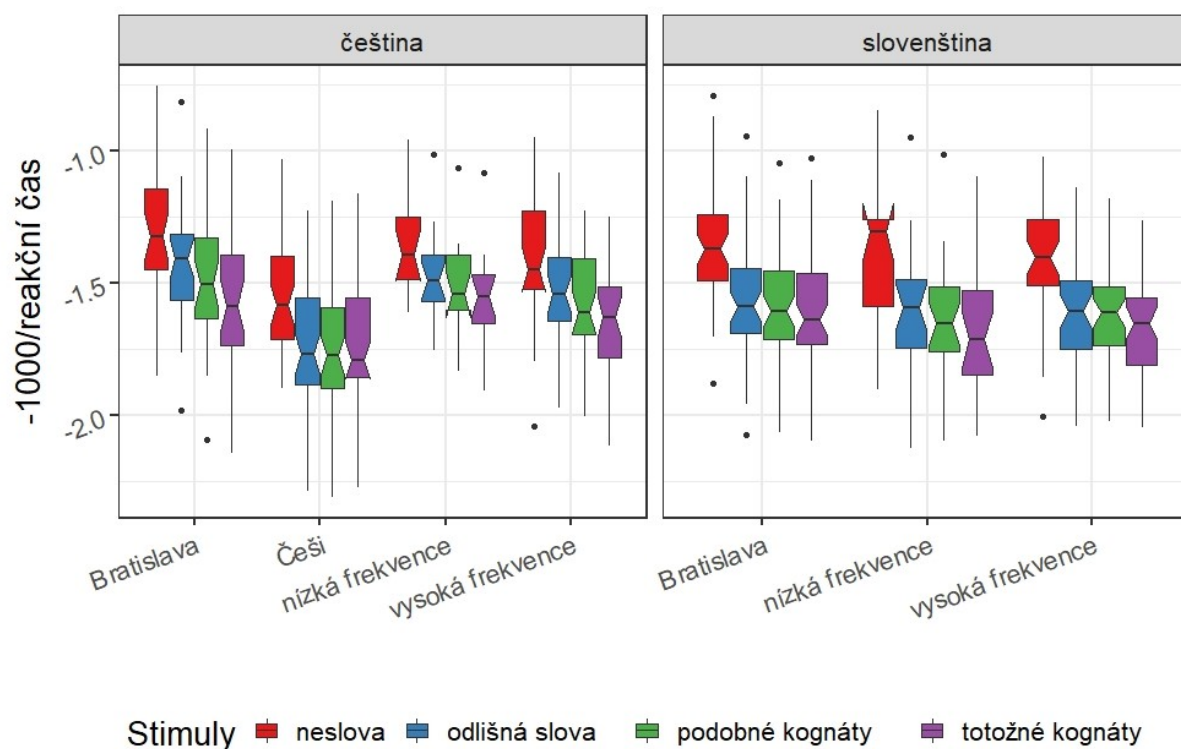 čeština
slovenština
-1000/reakční čas
-1.0
-1.5
-2.0
Bratislava
Češi
nízká frekvence
vysoká frekvence
Bratislava
nízká frekvence
vysoká frekvence
Stimuly neslova odlišná slova podobné kognáty totožné kognáty